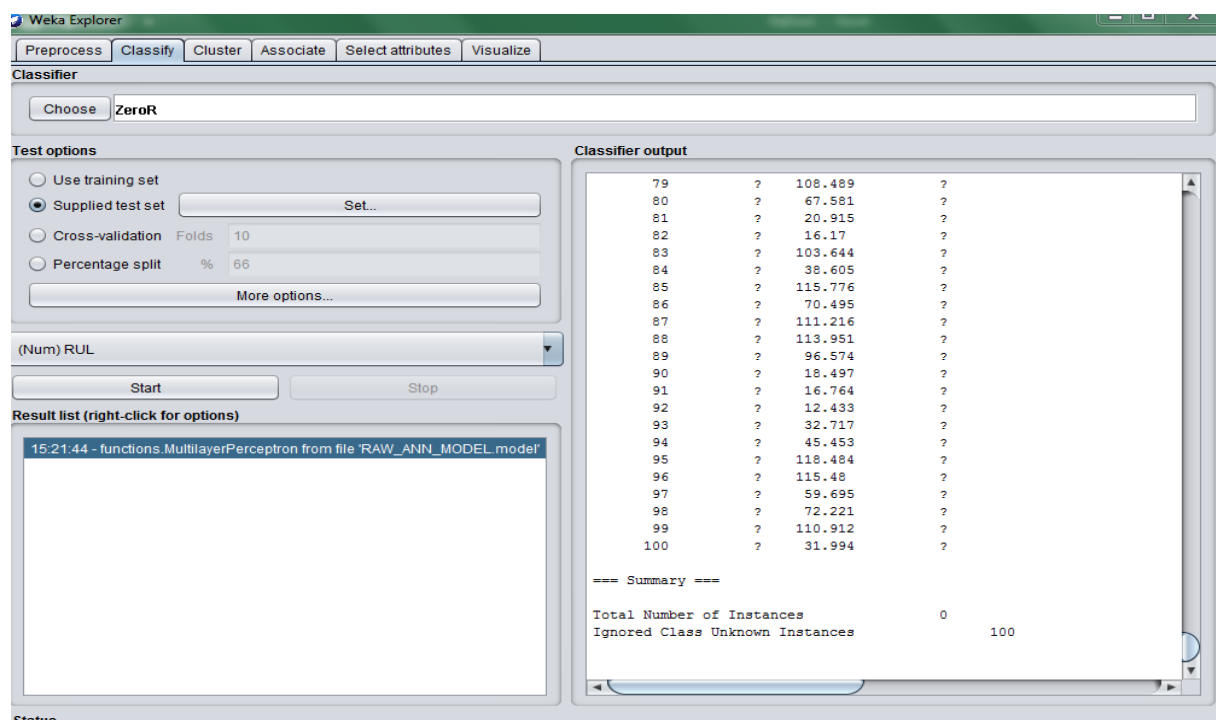 Weka Explorer
Preprocess Classify Cluster Associate Select attributes Visualize
Classifier
Choose ZeroR
Test options
Use training set
Supplied test set Set...
Cross-validation Folds 10
Percentage split % 66
More options...
(Num) RUL
Start Stop
Result list (right-click for options)
15:21:44 - functions.MultilayerPerceptron from file 'RAW_ANN_MODEL.model'
Classifier output
79 ? 108.489 ?
80 ? 67.581 ?
81 ? 20.915 ?
82 ? 16.17 ?
83 ? 103.644 ?
84 ? 38.605 ?
85 ? 115.776 ?
86 ? 70.495 ?
87 ? 111.216 ?
88 ? 113.951 ?
89 ? 96.574 ?
90 ? 18.497 ?
91 ? 16.764 ?
92 ? 12.433 ?
93 ? 32.717 ?
94 ? 45.453 ?
95 ? 118.484 ?
96 ? 115.48 ?
97 ? 59.695 ?
98 ? 72.221 ?
99 ? 110.912 ?
100 ? 31.994 ?
=== Summary ===
Total Number of Instances 0
Ignored Class Unknown Instances 100
Status